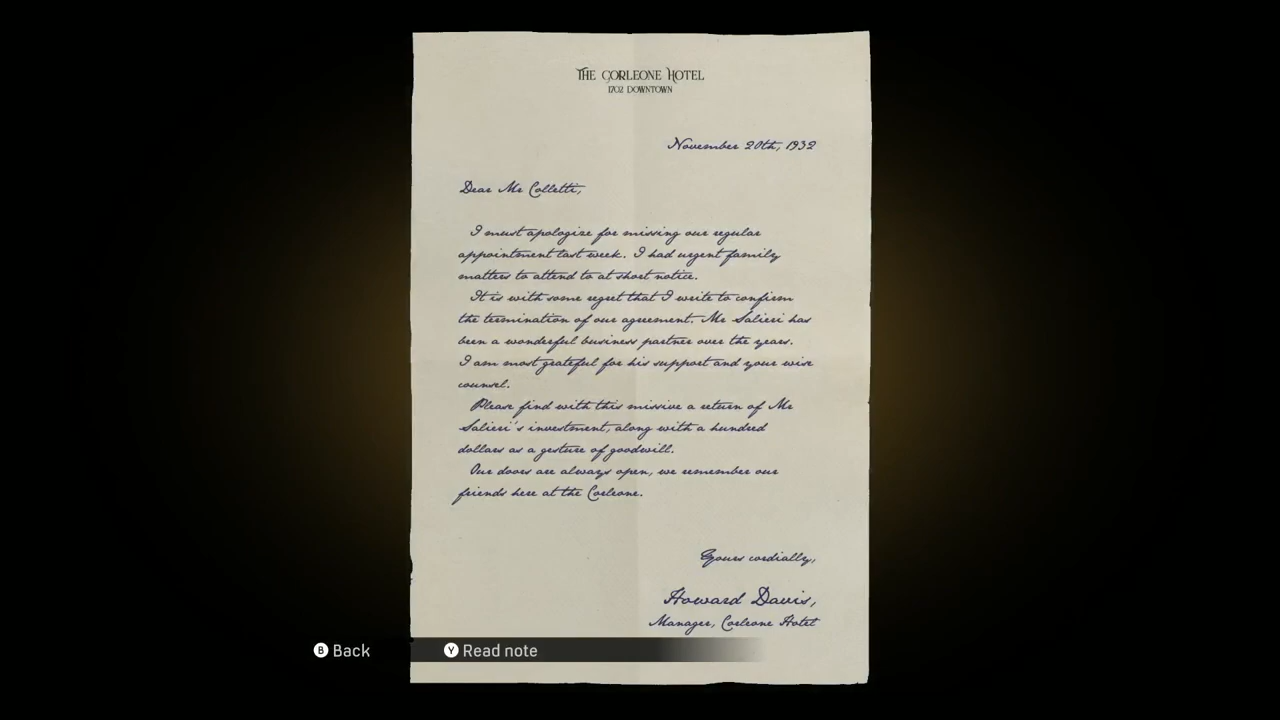 THE CORLEONE HOTEL
1702 DOWNTOWN
November 20th, 1932
Dear Mr Colletti,
I must apologize for missing our regular
appointment last week. I had urgent family
matters to attend to at short notice.
It is with some regret that I write to confirm
the termination of our agreement. Mr Salieri has
been a wonderful business partner over the years.
I am most grateful for his support and your wise
counsel.
Please find with this missive a return of Mr
Salieri's investment, along with a hundred
dollars as a gesture of goodwill.
Our doors are always open, we remember our
friends here at the Corleone.
Yours cordially,
Howard Davis,
Manager, Corleone Hotel
B Back Y Read note